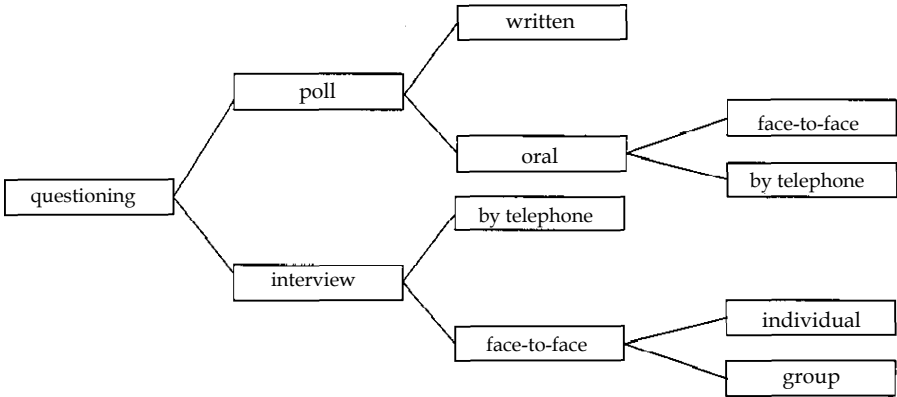 written
poll
face-to-face
oral
by telephone
questioning
by telephone
interview
individual
face-to-face
group